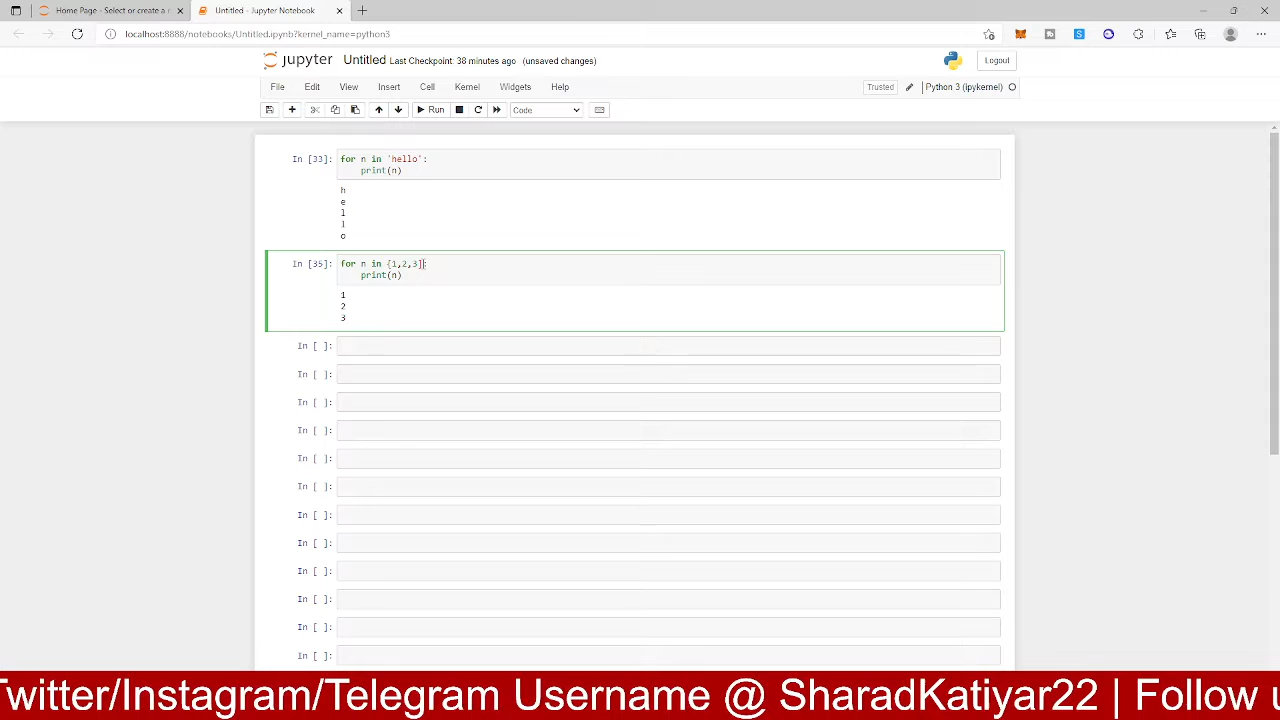 Home Page - Select or create a n
Untitled - Jupyter Notebook
localhost:8888/notebooks/Untitled.ipynb?kernel_name=python3
jupyter Untitled Last Checkpoint 38 minutes ago (unsaved changes)
Logout
File Edit View Insert Cell Kernel Widgets Help
Trusted
Python 3 (ipykernel)
Run
Code
In [33]: for n in 'hello':
print(n)
h
e
l
l
o
In [35]: for n in {1,2,3]:
print(n)
1
2
3
In [ ]:
In [ ]:
In [ ]:
In [ ]:
In [ ]:
In [ ]:
In [ ]:
In [ ]:
In [ ]:
In [ ]:
In [ ]:
In [ ]:
Twitter/Instagram/Telegram Username @ SharadKatiyar22 | Follow u